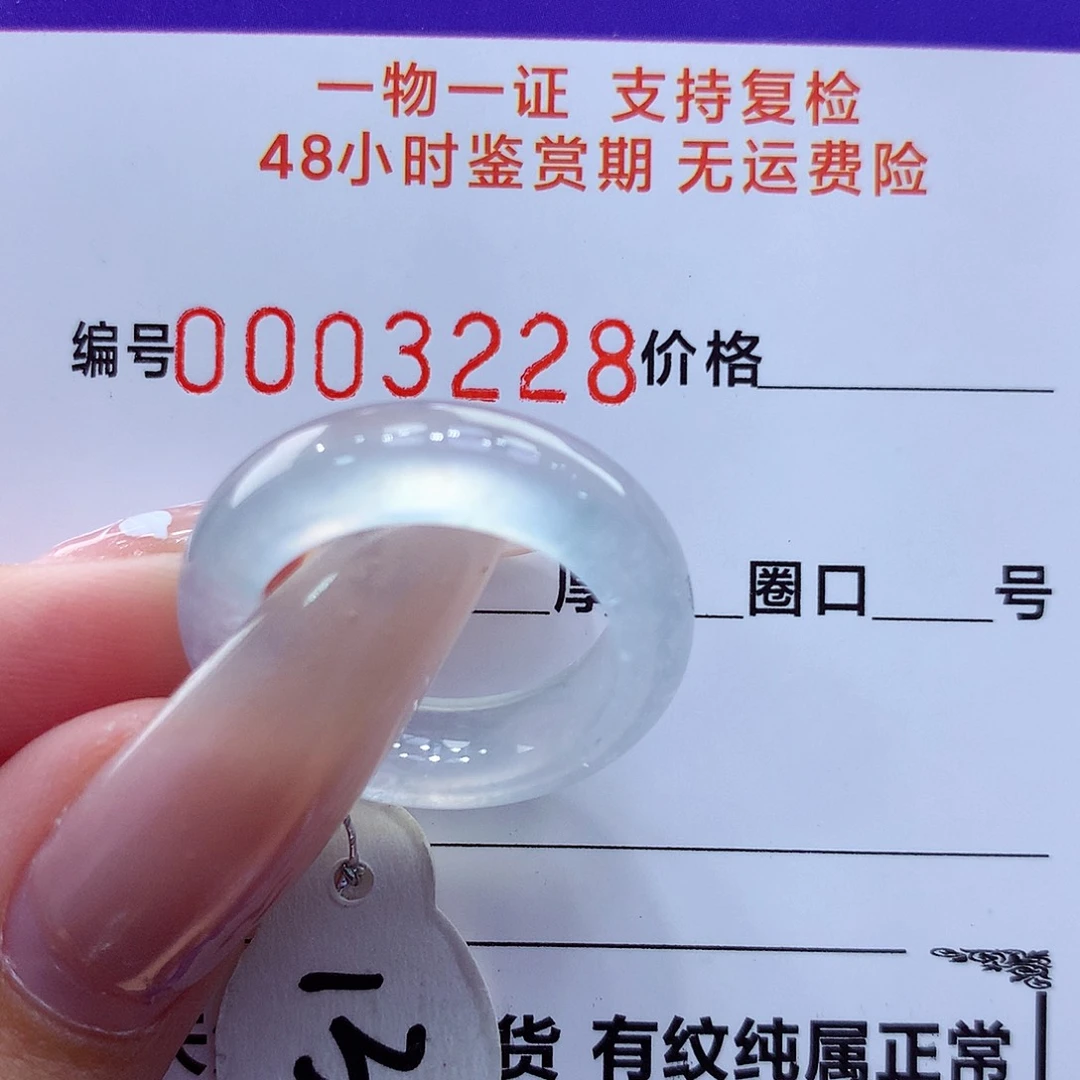 一物一证 支持复检
48小时鉴赏期 无运费险
编号0003228价格
厚 圈口 号
货 有纹纯属正常